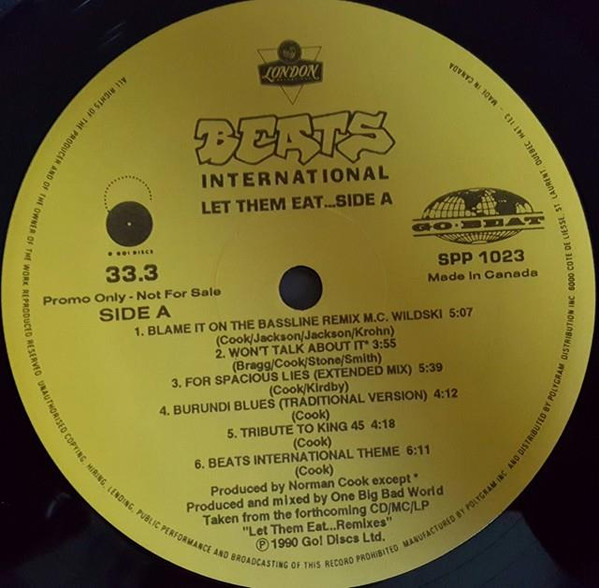 LONDON
BEATS
INTERNATIONAL
LET THEM EAT...SIDE A
® GO! DISCS
33.3
Promo Only - Not For Sale
SIDE A
GO.BEAT
SPP 1023
Made in Canada
1. BLAME IT ON THE BASSLINE REMIX M.C. WILDSKI 5:07
(Cook/Jackson/Jackson/Krohn)
2. WON'T TALK ABOUT IT* 3:55
(Bragg/Cook/Stone/Smith)
3. FOR SPACIOUS LIES (EXTENDED MIX) 5:39
(Cook/Kirdby)
4. BURUNDI BLUES (TRADITIONAL VERSION) 4:12
(Cook)
5. TRIBUTE TO KING 45 4:18
(Cook)
6. BEATS INTERNATIONAL THEME 6:11
(Cook)
Produced by Norman Cook except *
Produced and mixed by One Big Bad World
Taken from the forthcoming CD/MC/LP
"Let Them Eat...Remixes"
℗ 1990 Go! Discs Ltd.
ALL RIGHTS OF THE PRODUCER AND OF THE OWNER OF THE WORK REPRODUCED RESERVED. UNAUTHORISED COPYING, HIRING, LENDING, PUBLIC PERFORMANCE AND BROADCASTING OF THIS RECORD PROHIBITED. MANUFACTURED BY POLYGRAM INC. AND DISTRIBUTED BY POLYGRAM DISTRIBUTION INC. 6000 COTE DE LIESSE, ST. LAURENT QUEBEC H4T 1E3 - MADE IN CANADA